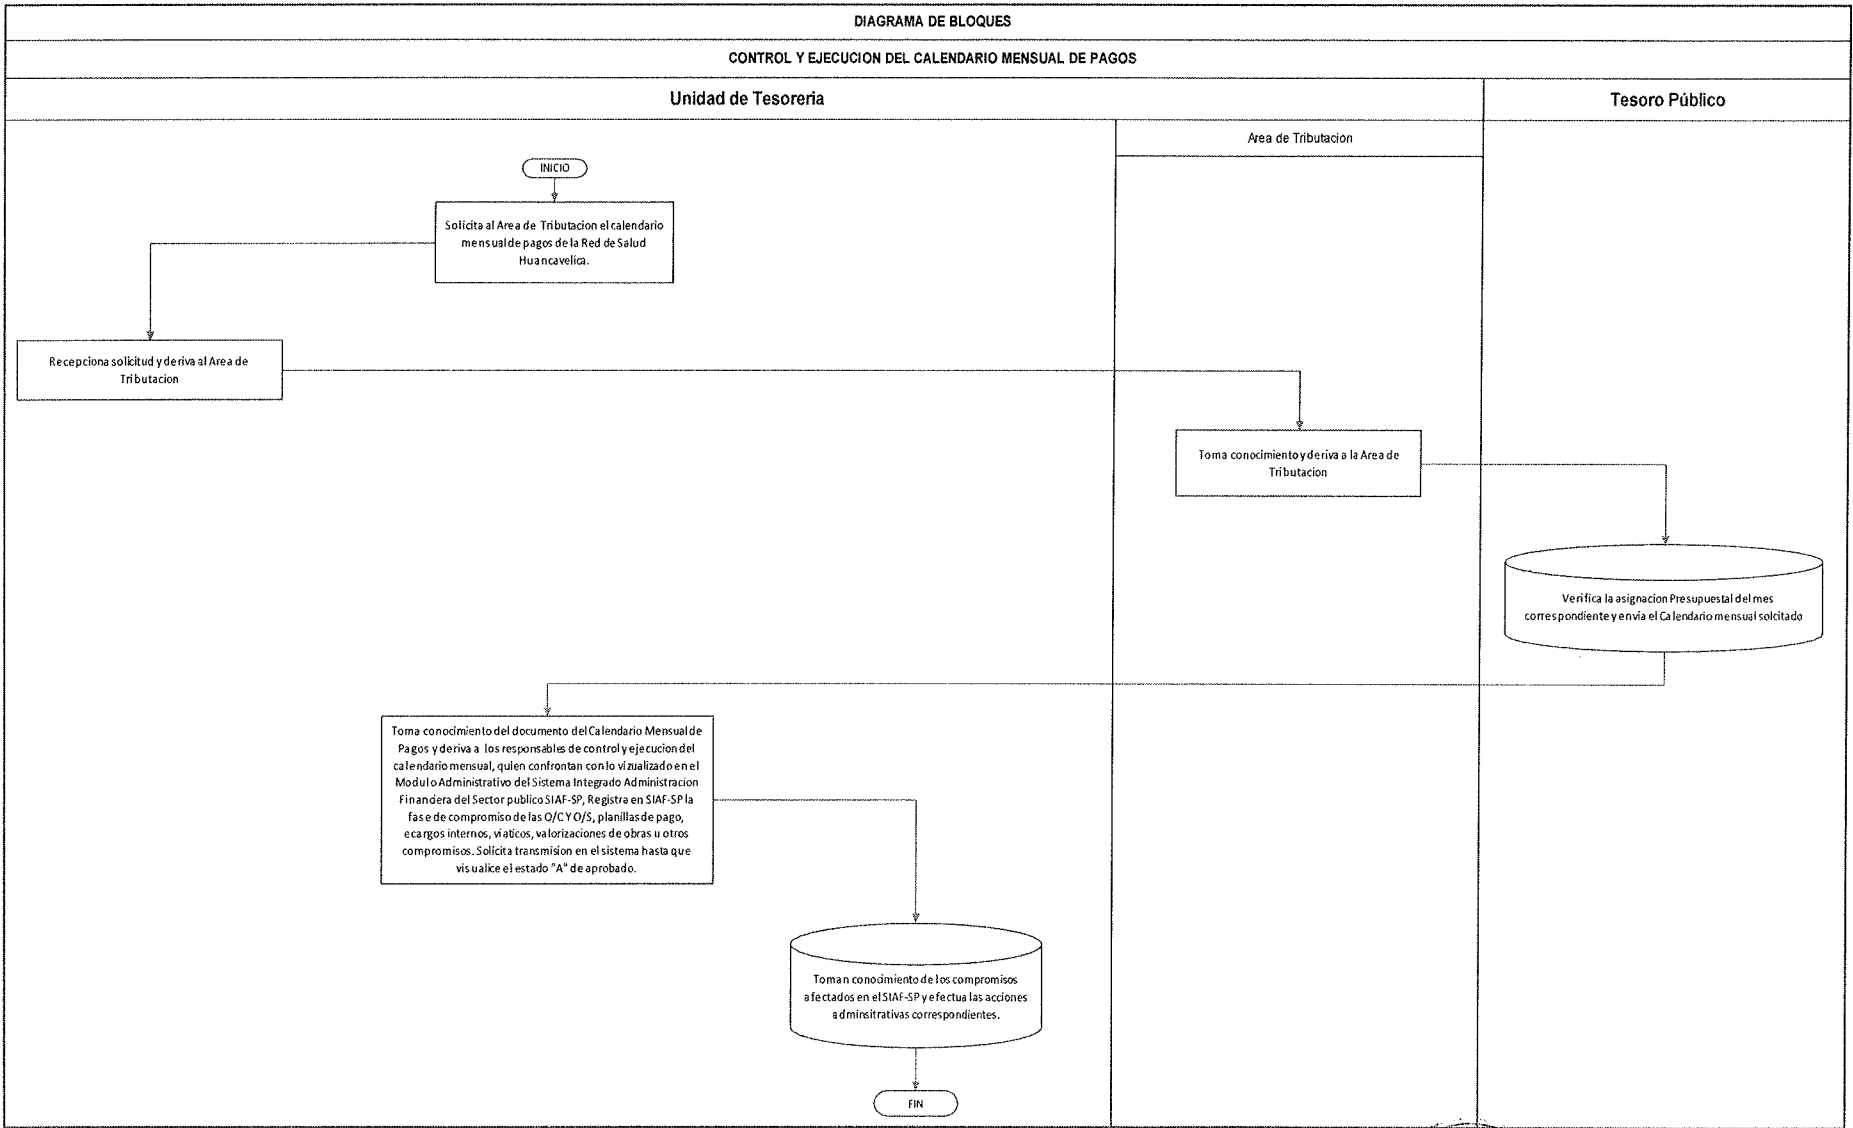 DIAGRAMA DE BLOQUES
CONTROL Y EJECUCION DEL CALENDARIO MENSUAL DE PAGOS
Unidad de Tesoreria
Tesoro Público
Area de Tributacion
INICIO
Solicita al Area de Tributacion el calendario
mensual de pagos de la Red de Salud
Huancavelica.
Recepciona solicitud y deriva al Area de
Tributacion
Toma conocimiento y deriva a la Area de
Tributacion
Verifica la asignacion Presupuestal del mes
correspondiente y envia el Calendario mensual solcitado
Toma conocimiento del documento del Calendario Mensual de
Pagos y deriva a los responsables de control y ejecucion del
calendario mensual, quien confrontan con lo vizualizado en el
Modulo Administrativo del Sistema Integrado Administracion
Financiera del Sector publico SIAF-SP, Registra en SIAF-SP la
fase de compromiso de las O/C Y O/S, planillas de pago,
ecargos internos, viaticos, valorizaciones de obras u otros
compromisos. Solicita transmision en el sistema hasta que
visualice el estado "A" de aprobado.
Toman conocimiento de los compromisos
afectados en el SIAF-SP y efectua las acciones
adminsitrativas correspondientes.
FIN